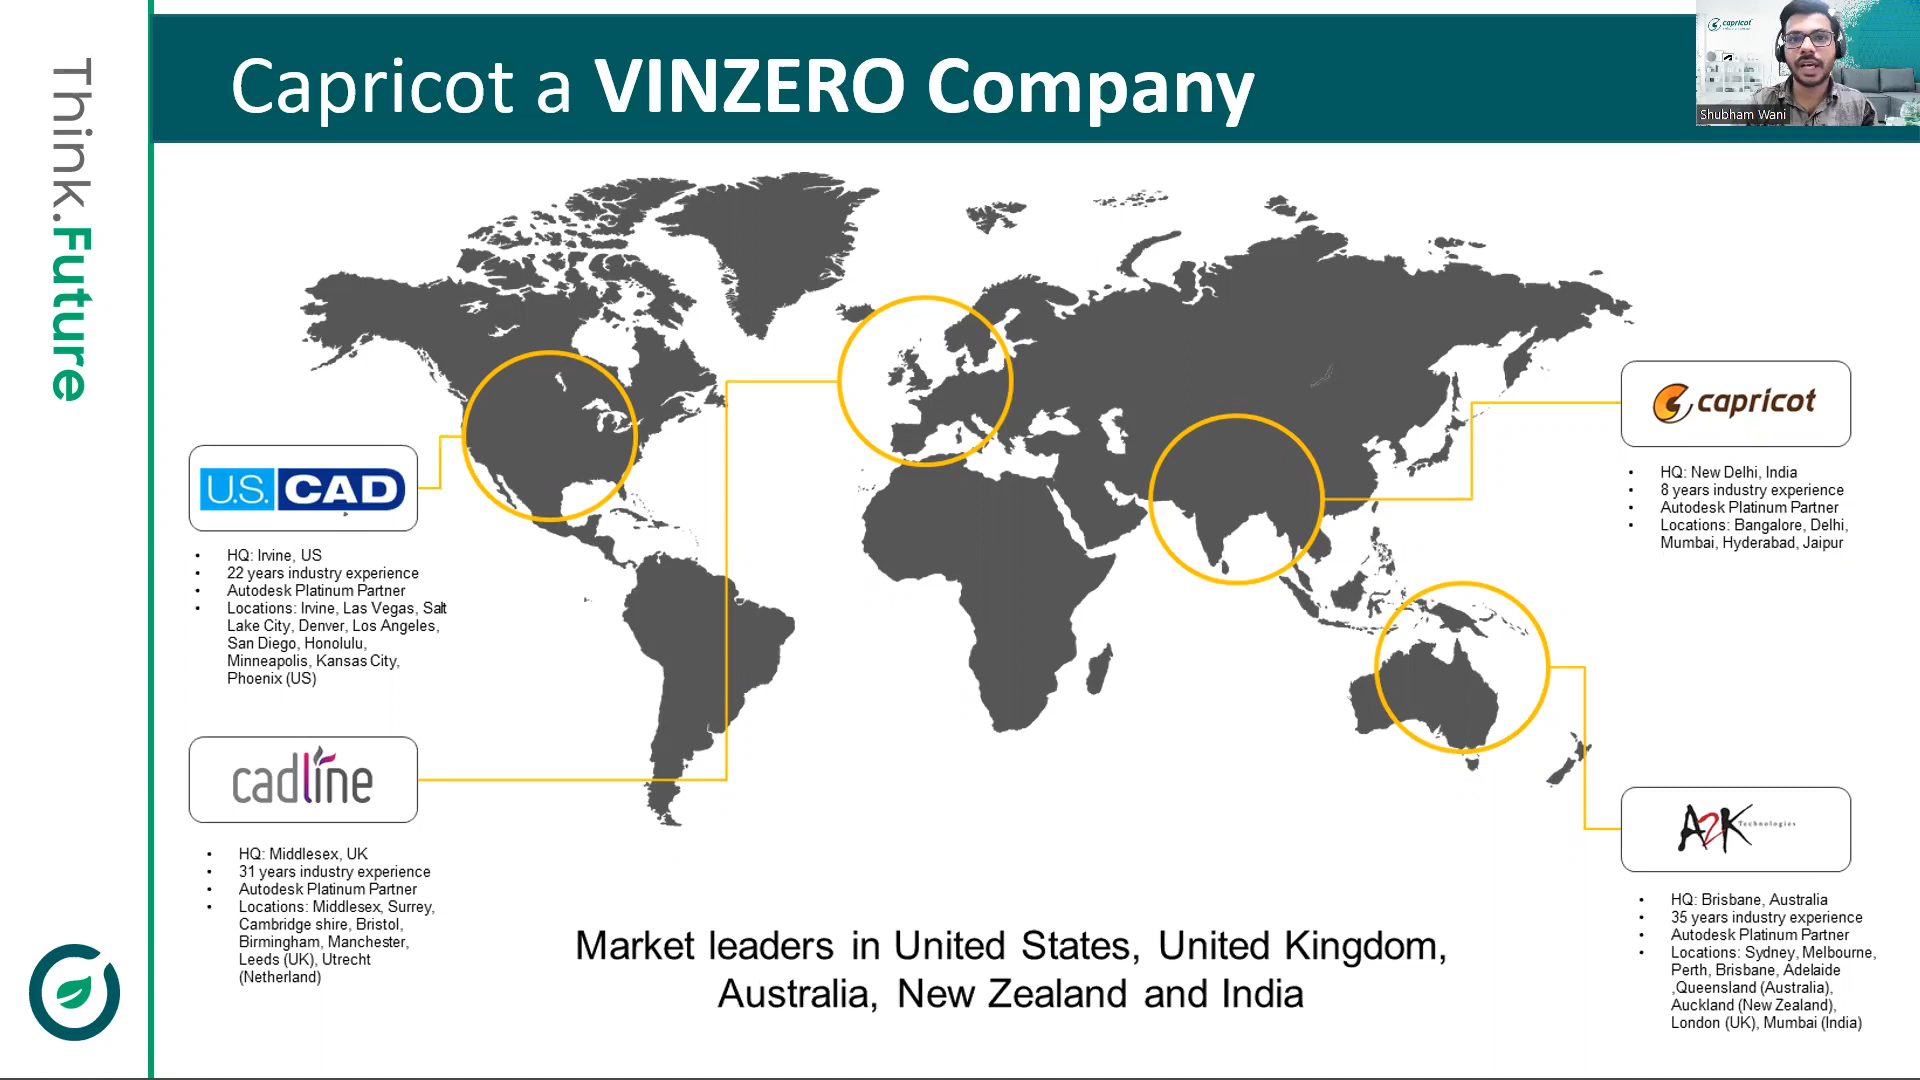 Think.Future
Capricot a VINZERO Company
capricot
Shubham Wani
U.S. CAD
HQ: Irvine, US
22 years industry experience
Autodesk Platinum Partner
Locations: Irvine, Las Vegas, Salt
Lake City, Denver, Los Angeles,
San Diego, Honolulu,
Minneapolis, Kansas City,
Phoenix (US)
cadline
HQ: Middlesex, UK
31 years industry experience
Autodesk Platinum Partner
Locations: Middlesex, Surrey,
Cambridge shire, Bristol,
Birmingham, Manchester,
Leeds (UK), Utrecht
(Netherland)
capricot
HQ: New Delhi, India
8 years industry experience
Autodesk Platinum Partner
Locations: Bangalore, Delhi,
Mumbai, Hyderabad, Jaipur
A2K Technologies
HQ: Brisbane, Australia
35 years industry experience
Autodesk Platinum Partner
Locations: Sydney, Melbourne,
Perth, Brisbane, Adelaide
,Queensland (Australia),
Auckland (New Zealand),
London (UK), Mumbai (India)
Market leaders in United States, United Kingdom,
Australia, New Zealand and India